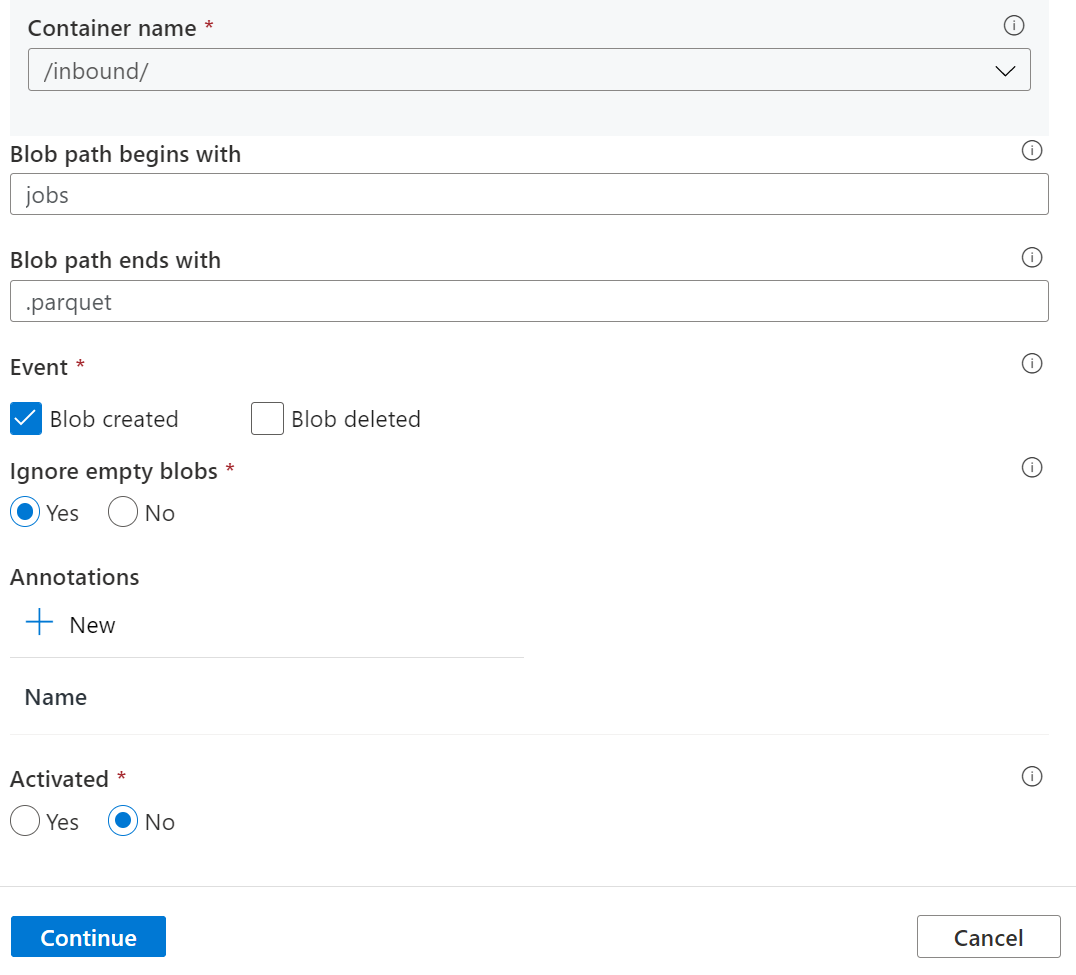 Container name *
/inbound/
Blob path begins with
jobs
Blob path ends with
.parquet
Event *
Blob created Blob deleted
Ignore empty blobs *
Yes No
Annotations
New
Name
Activated *
Yes No
Continue Cancel